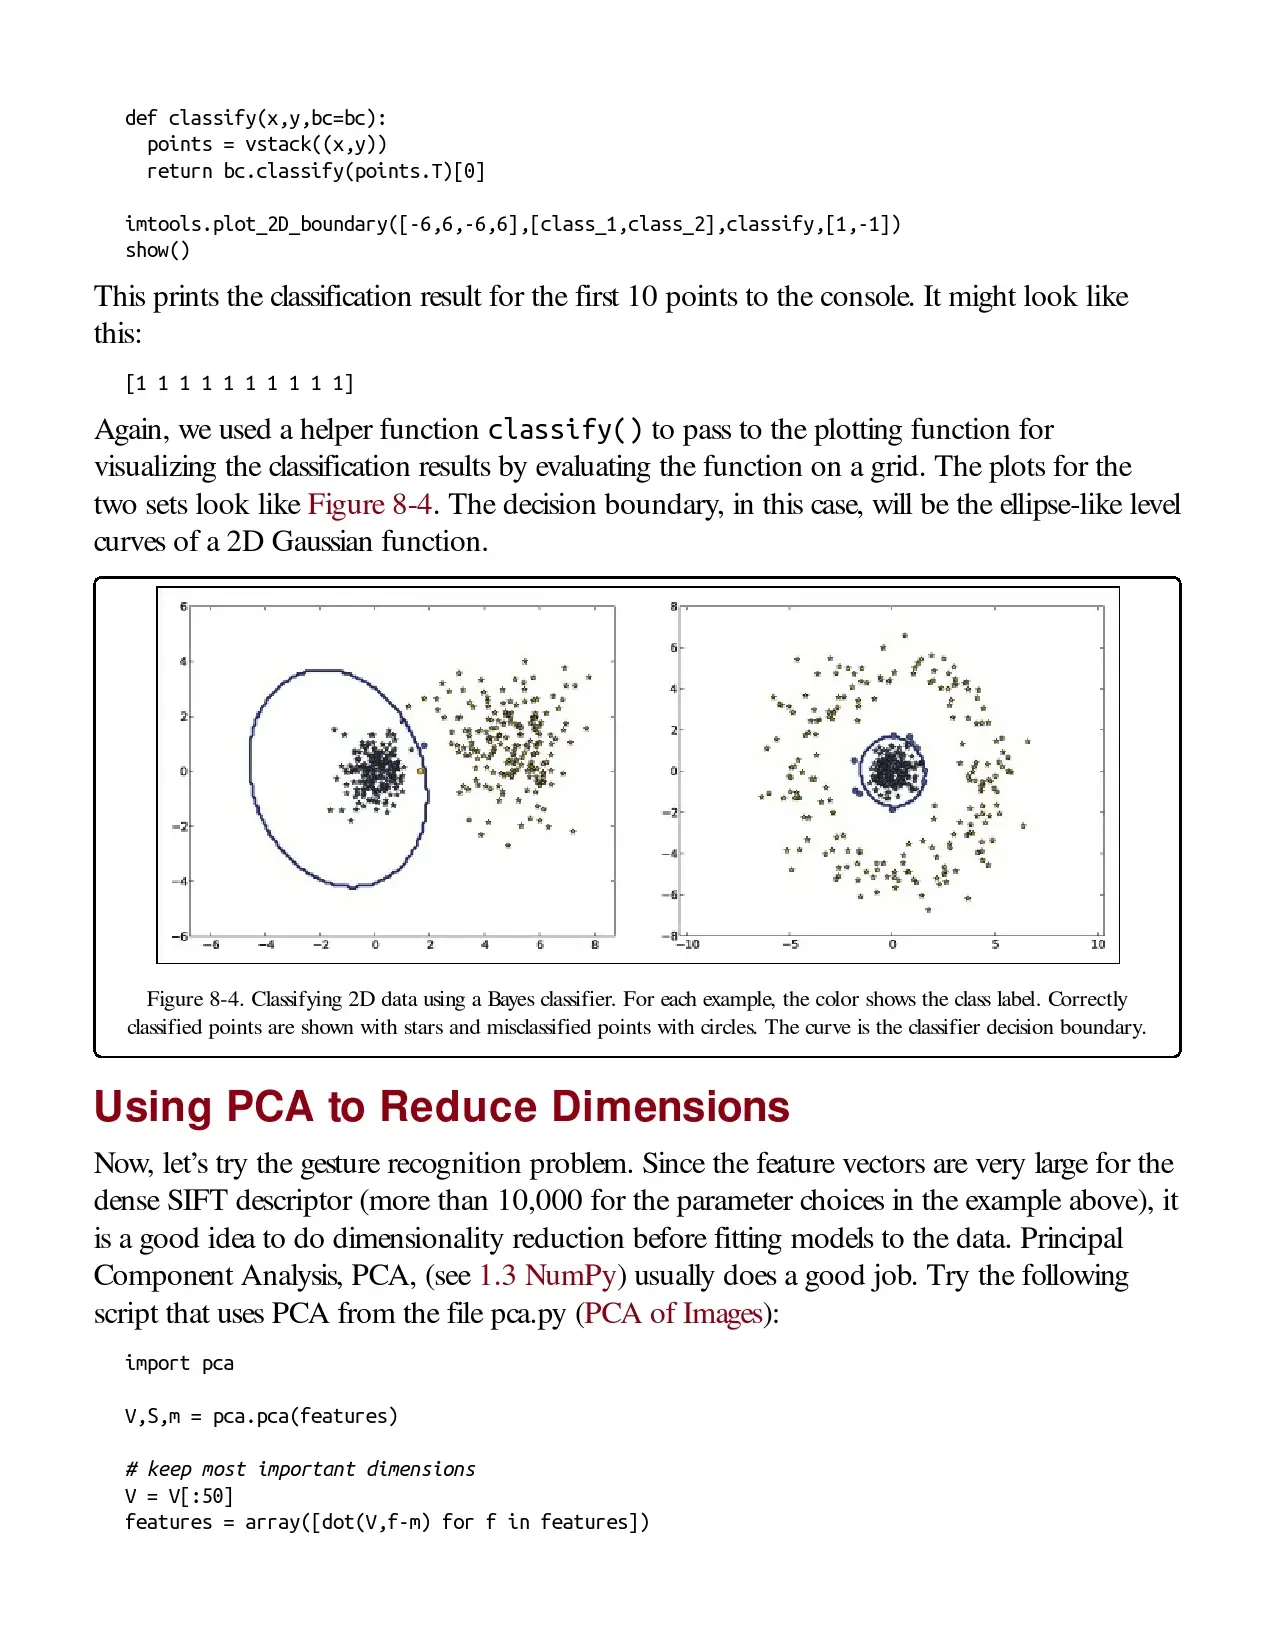 def classify(x,y,bc=bc):
points = vstack((x,y))
return bc.classify(points.T)[0]
imtools.plot_2D_boundary([-6,6,-6,6],[class_1,class_2],classify,[1,-1])
show()
This prints the classification result for the first 10 points to the console. It might look like
this:
[1 1 1 1 1 1 1 1 1 1]
Again, we used a helper function classify() to pass to the plotting function for
visualizing the classification results by evaluating the function on a grid. The plots for the
two sets look like Figure 8-4. The decision boundary, in this case, will be the ellipse-like level
curves of a 2D Gaussian function.
6
4
2
0
−2
−4
−6
−6 −4 −2 0 2 4 6 8
8
6
4
2
0
−2
−4
−6
−8
−10 −5 0 5 10
Figure 8-4. Classifying 2D data using a Bayes classifier. For each example, the color shows the class label. Correctly
classified points are shown with stars and misclassified points with circles. The curve is the classifier decision boundary.
Using PCA to Reduce Dimensions
Now, let’s try the gesture recognition problem. Since the feature vectors are very large for the
dense SIFT descriptor (more than 10,000 for the parameter choices in the example above), it
is a good idea to do dimensionality reduction before fitting models to the data. Principal
Component Analysis, PCA, (see 1.3 NumPy) usually does a good job. Try the following
script that uses PCA from the file pca.py (PCA of Images):
import pca
V,S,m = pca.pca(features)
# keep most important dimensions
V = V[:50]
features = array([dot(V,f-m) for f in features])